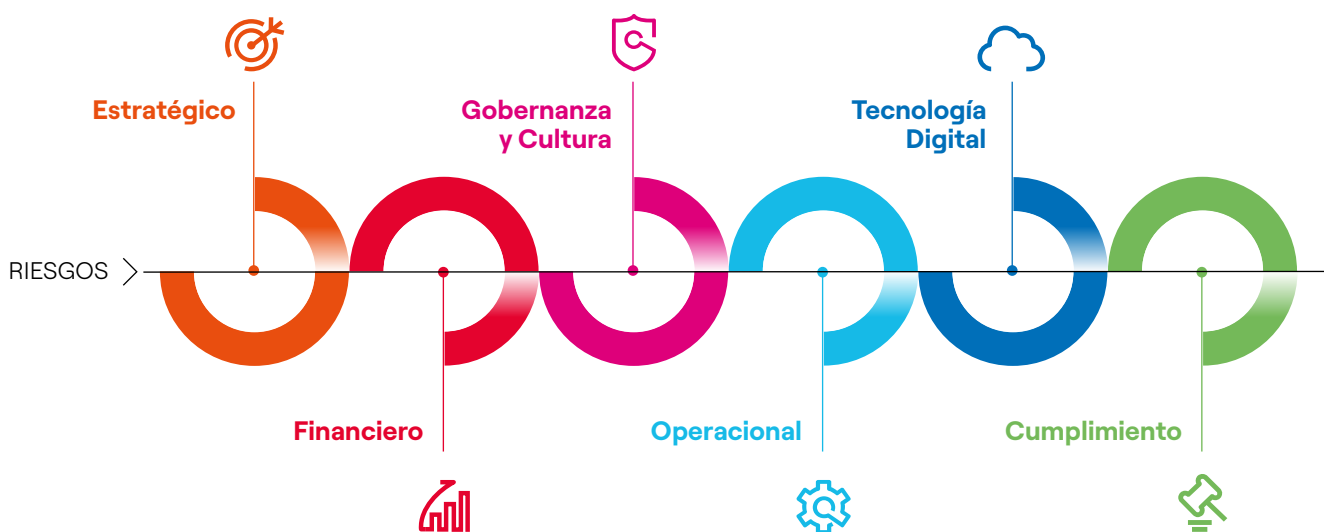 Estratégico
Gobernanza
y Cultura
Tecnología
Digital
RIESGOS
Financiero
Operacional
Cumplimiento